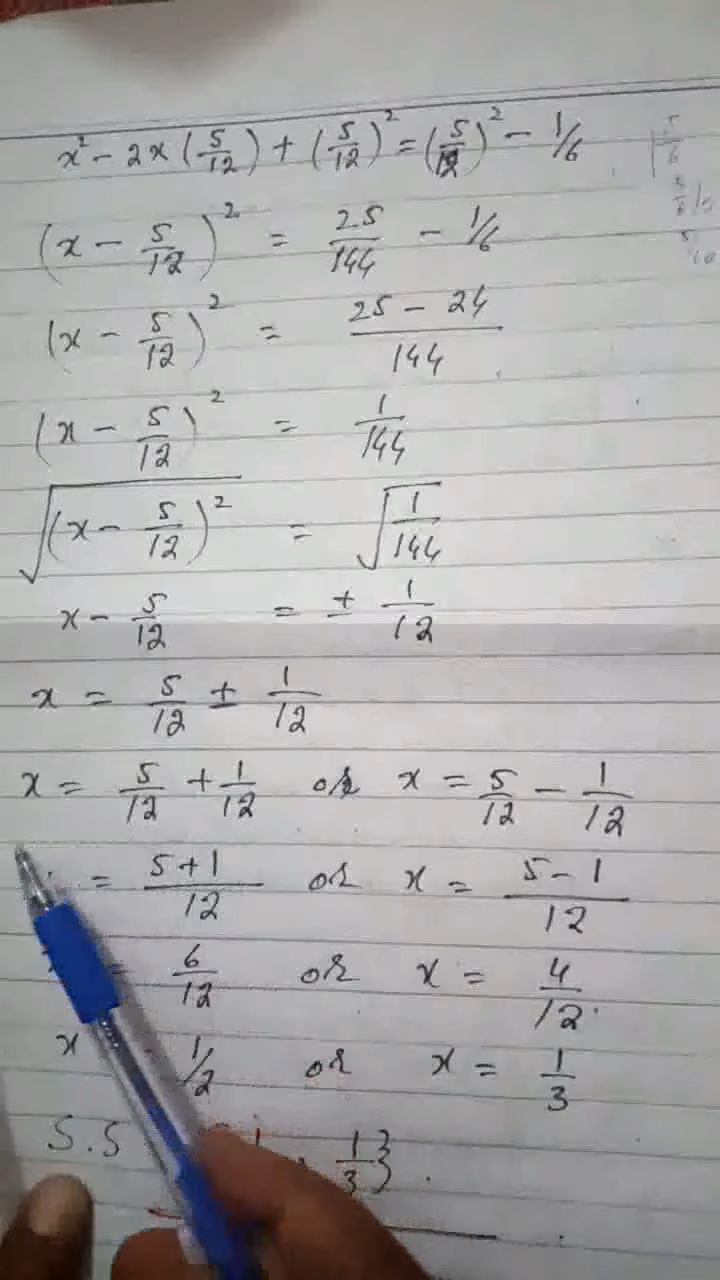 x² - 2x(5/12) + (5/12)² = (5/12)² - 1/6
(x - 5/12)² = 25/144 - 1/6
(x - 5/12)² = 25 - 24/144
(x - 5/12)² = 1/144
√(x - 5/12)² = √1/144
x - 5/12 = ± 1/12
x = 5/12 ± 1/12
x = 5/12 + 1/12 or x = 5/12 - 1/12
= 5+1/12 or x = 5-1/12
= 6/12 or x = 4/12.
x 1/2 or x = 1/3
S.S 1/3}.